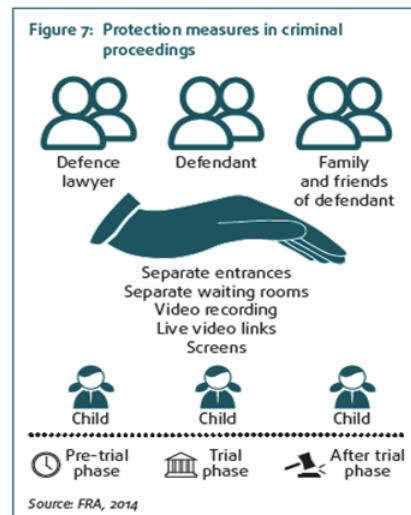 Figure 7: Protection measures in criminal
proceedings
Defence
lawyer
Defendant
Family
and friends
of defendant
Separate entrances
Separate waiting rooms
Video recording
Live video links
Screens
Child
Child
Child
Pre-trial
phase
Trial
phase
After trial
phase
Source: FRA, 2014